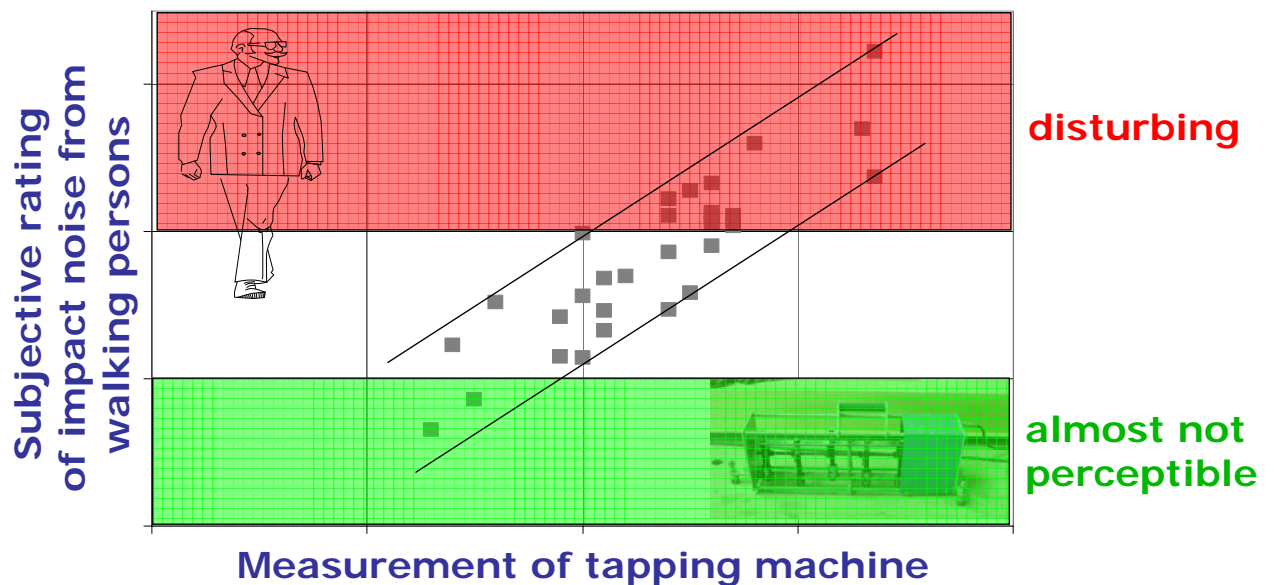 Subjective rating
of impact noise from
walking persons
disturbing
almost not
perceptible
Measurement of tapping machine